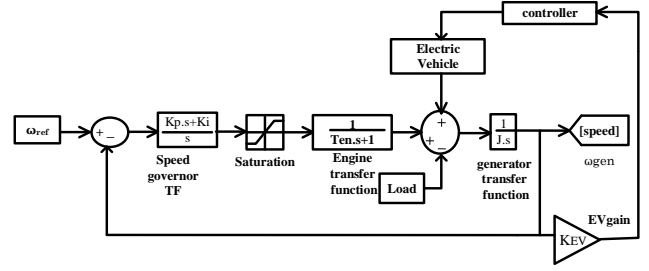 controller
Electric
Vehicle
ωref
+
−
Kp.s+Ki
s
Speed
governor
TF
Saturation
1
Ten.s+1
Engine
transfer
function
+
+
−
Load
1
J.s
generator
transfer
function
[speed]
ωgen
EVgain
KEV